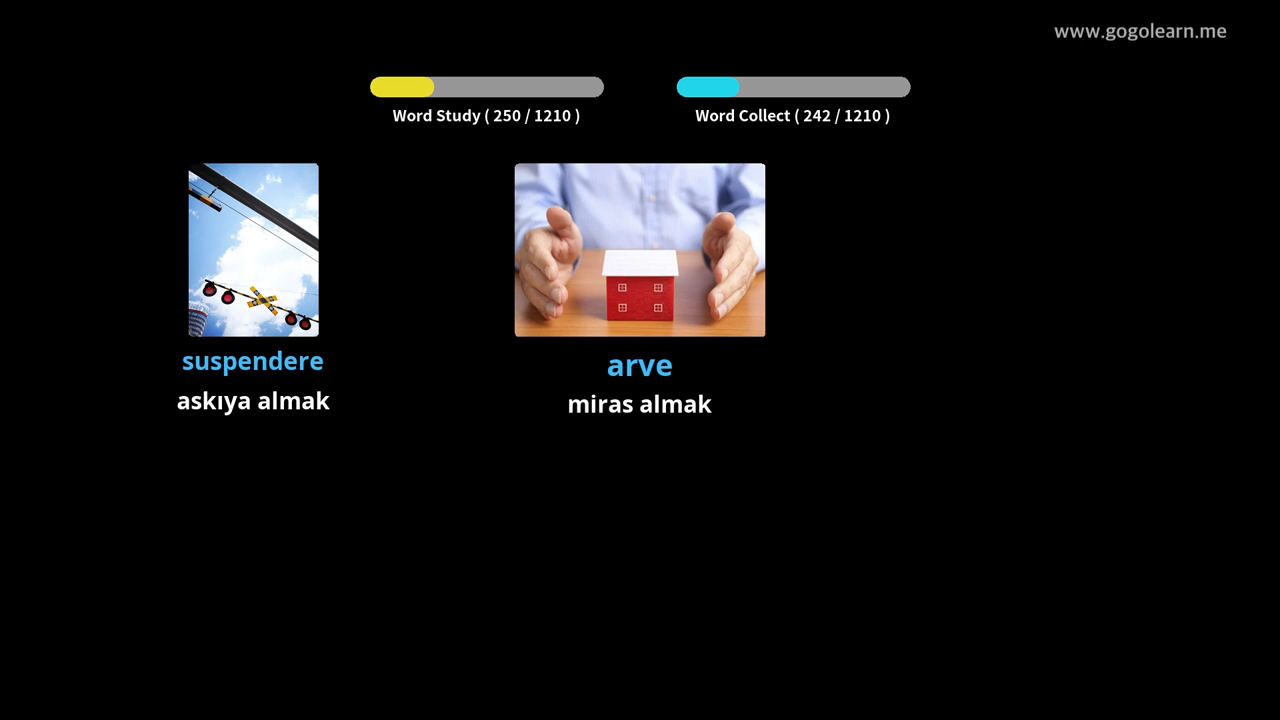 www.gogolearn.me
Word Study ( 250 / 1210 )
Word Collect ( 242 / 1210 )
suspendere
askıya almak
arve
miras almak